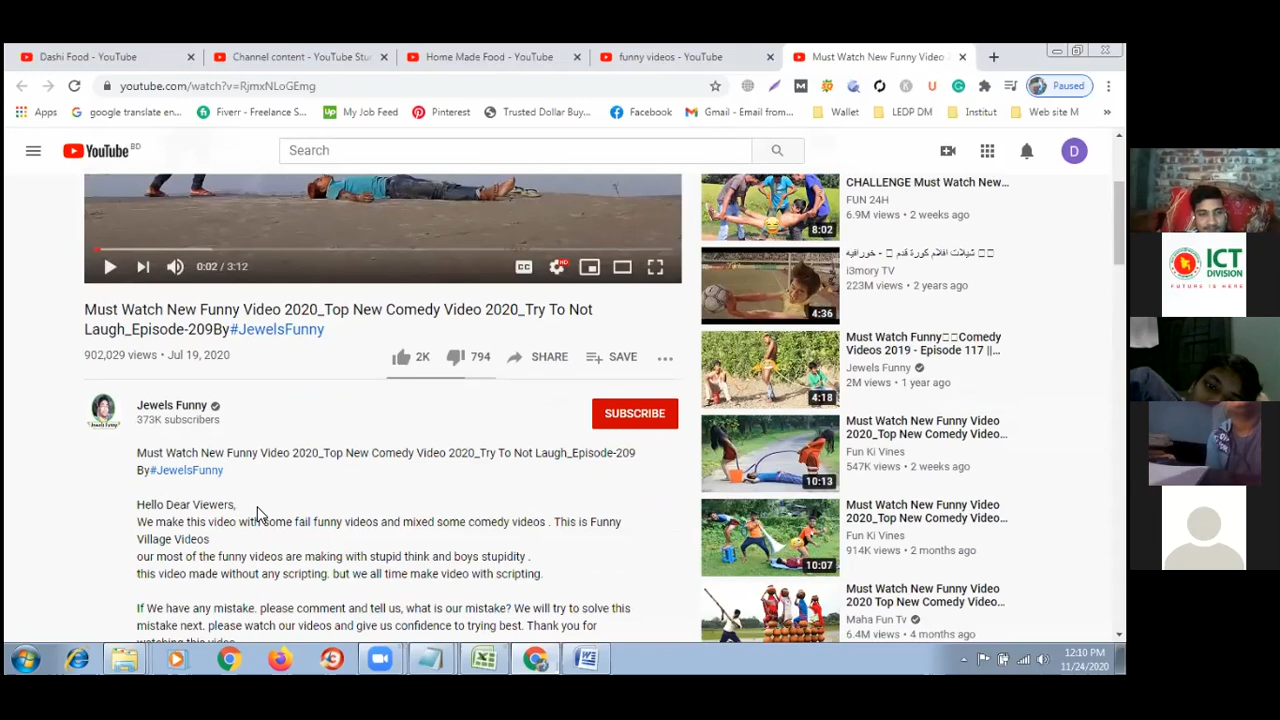 Dashi Food - YouTube
Channel content - YouTube Stu
Home Made Food - YouTube
funny videos - YouTube
Must Watch New Funny Video
youtube.com/watch?v=RjmxNLoGEmg
Paused
Apps
google translate en...
Fiverr - Freelance S...
My Job Feed
Pinterest
Trusted Dollar Buy...
Facebook
Gmail - Email from...
Wallet
LEDP DM
Institut
Web site M
YouTube BD
Search
D
0:02 / 3:12
CC
HD
Must Watch New Funny Video 2020_Top New Comedy Video 2020_Try To Not
Laugh_Episode-209By#JewelsFunny
902,029 views • Jul 19, 2020
2K
794
SHARE
SAVE
Jewels Funny
373K subscribers
SUBSCRIBE
Must Watch New Funny Video 2020_Top New Comedy Video 2020_Try To Not Laugh_Episode-209
By#JewelsFunny
Hello Dear Viewers,
We make this video with some fail funny videos and mixed some comedy videos . This is Funny
Village Videos
our most of the funny videos are making with stupid think and boys stupidity .
this video made without any scripting. but we all time make video with scripting.
If We have any mistake. please comment and tell us, what is our mistake? We will try to solve this
mistake next. please watch our videos and give us confidence to trying best. Thank you for
watching this video
CHALLENGE Must Watch New...
FUN 24H
6.9M views • 2 weeks ago
8:02
شيلات افلام كورة قدم - خورافيه
i3mory TV
223M views • 2 years ago
4:36
Must Watch Funny Comedy
Videos 2019 - Episode 117 ||...
Jewels Funny
2M views • 1 year ago
4:18
Must Watch New Funny Video
2020_Top New Comedy Video...
Fun Ki Vines
547K views • 2 weeks ago
10:13
Must Watch New Funny Video
2020_Top New Comedy Video...
Fun Ki Vines
914K views • 2 months ago
10:07
Must Watch New Funny Video
2020 Top New Comedy Video...
Maha Fun Tv
6.4M views • 4 months ago
12:10 PM
11/24/2020
ICT
DIVISION
FUTURE IS HERE